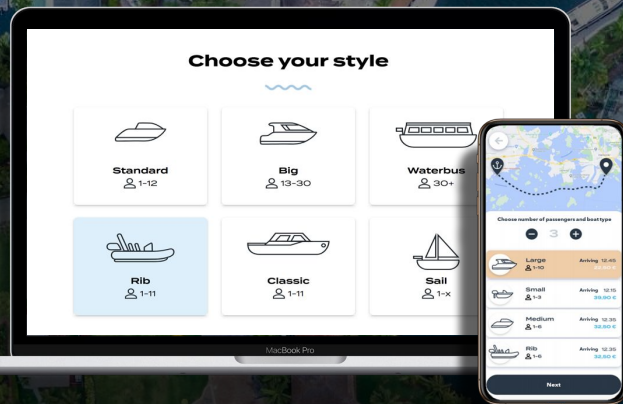 Choose your style
Standard
1-12
Big
13-30
Waterbus
30+
Rib
1-11
Classic
1-11
Sail
1-x
MacBook Pro
Choose number of passengers and boat type
3
Large
Arriving 12.45
1-10
Small
Arriving 12.15
1-3
39,50 €
Medium
Arriving 12.35
1-6
32,50 €
Rib
Arriving 12.35
1-6
32,50 €
Next